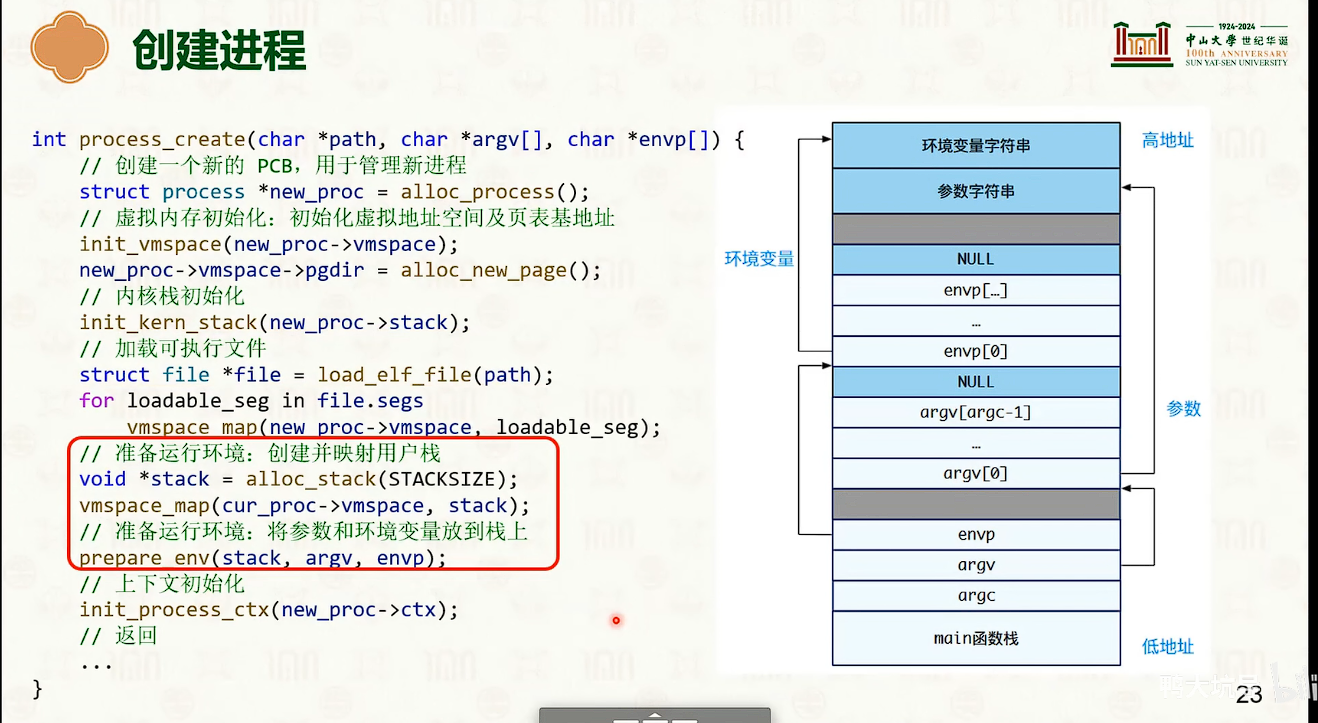 创建进程
1924-2024
中山大學 世纪华诞
100th ANNIVERSARY
SUN YAT-SEN UNIVERSITY
int process_create(char *path, char *argv[], char *envp[]) {
// 创建一个新的 PCB，用于管理新进程
struct process *new_proc = alloc_process();
// 虚拟内存初始化：初始化虚拟地址空间及页表基地址
init_vmspace(new_proc->vmspace);
new_proc->vmspace->pgdir = alloc_new_page();
// 内核栈初始化
init_kern_stack(new_proc->stack);
// 加载可执行文件
struct file *file = load_elf_file(path);
for loadable_seg in file.segs
vmspace_map(new_proc->vmspace, loadable_seg);
// 准备运行环境：创建并映射用户栈
void *stack = alloc_stack(STACKSIZE);
vmspace_map(cur_proc->vmspace, stack);
// 准备运行环境：将参数和环境变量放到栈上
prepare_env(stack, argv, envp);
// 上下文初始化
init_process_ctx(new_proc->ctx);
// 返回
...
}
环境变量字符串
高地址
参数字符串
环境变量
NULL
envp[…]
…
envp[0]
NULL
argv[argc-1]
参数
…
argv[0]
envp
argv
argc
main函数栈
低地址
23